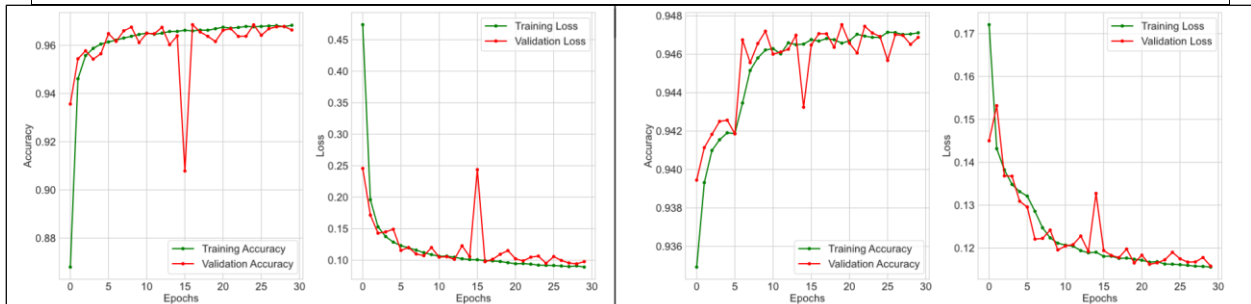 0.96
0.94
0.92
0.90
0.88
Accuracy
Training Accuracy
Validation Accuracy
0 5 10 15 20 25 30
Epochs
0.45
0.40
0.35
0.30
0.25
0.20
0.15
0.10
Loss
Training Loss
Validation Loss
0 5 10 15 20 25 30
Epochs
0.948
0.946
0.944
0.942
0.940
0.938
0.936
Accuracy
Training Accuracy
Validation Accuracy
0 5 10 15 20 25 30
Epochs
0.17
0.16
0.15
0.14
0.13
0.12
Loss
Training Loss
Validation Loss
0 5 10 15 20 25 30
Epochs